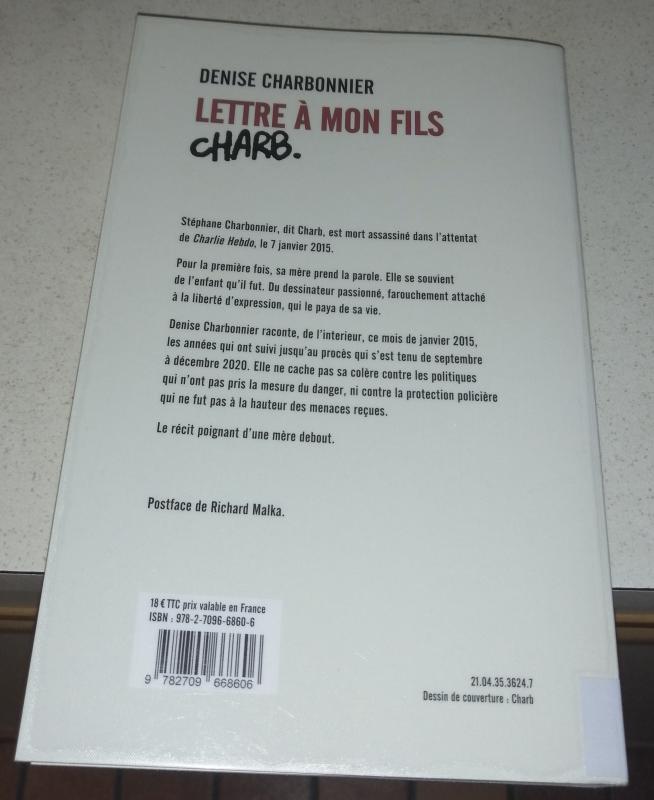 DENISE CHARBONNIER
LETTRE À MON FILS
CHARB.
Stéphane Charbonnier, dit Charb, est mort assassiné dans l'attentat
de Charlie Hebdo, le 7 janvier 2015.
Pour la première fois, sa mère prend la parole. Elle se souvient
de l'enfant qu'il fut. Du dessinateur passionné, farouchement attaché
à la liberté d'expression, qui le paya de sa vie.
Denise Charbonnier raconte, de l'interieur, ce mois de janvier 2015,
les années qui ont suivi jusqu'au procès qui s'est tenu de septembre
à décembre 2020. Elle ne cache pas sa colère contre les politiques
qui n'ont pas pris la mesure du danger, ni contre la protection policière
qui ne fut pas à la hauteur des menaces reçues.
Le récit poignant d'une mère debout.
Postface de Richard Malka.
18 € TTC prix valable en France
ISBN : 978-2-7096-6860-6
9 782709 668606
21.04.35.3624.7
Dessin de couverture : Charb